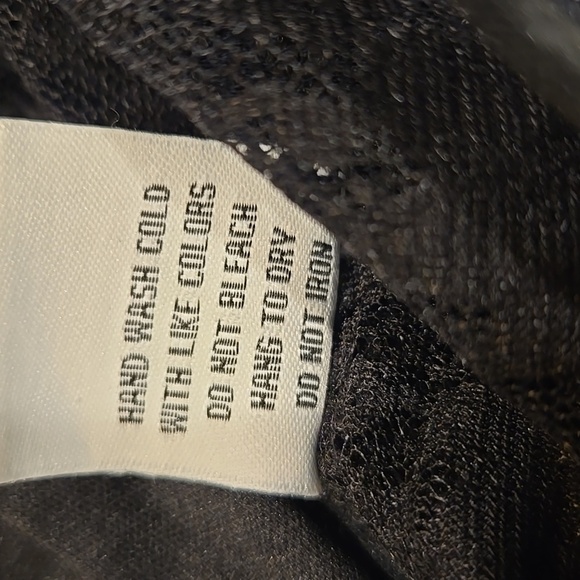 HAND WASH COLD
WITH LIKE COLORS
DO NOT BLEACH
HANG TO DRY
DO NOT IRON